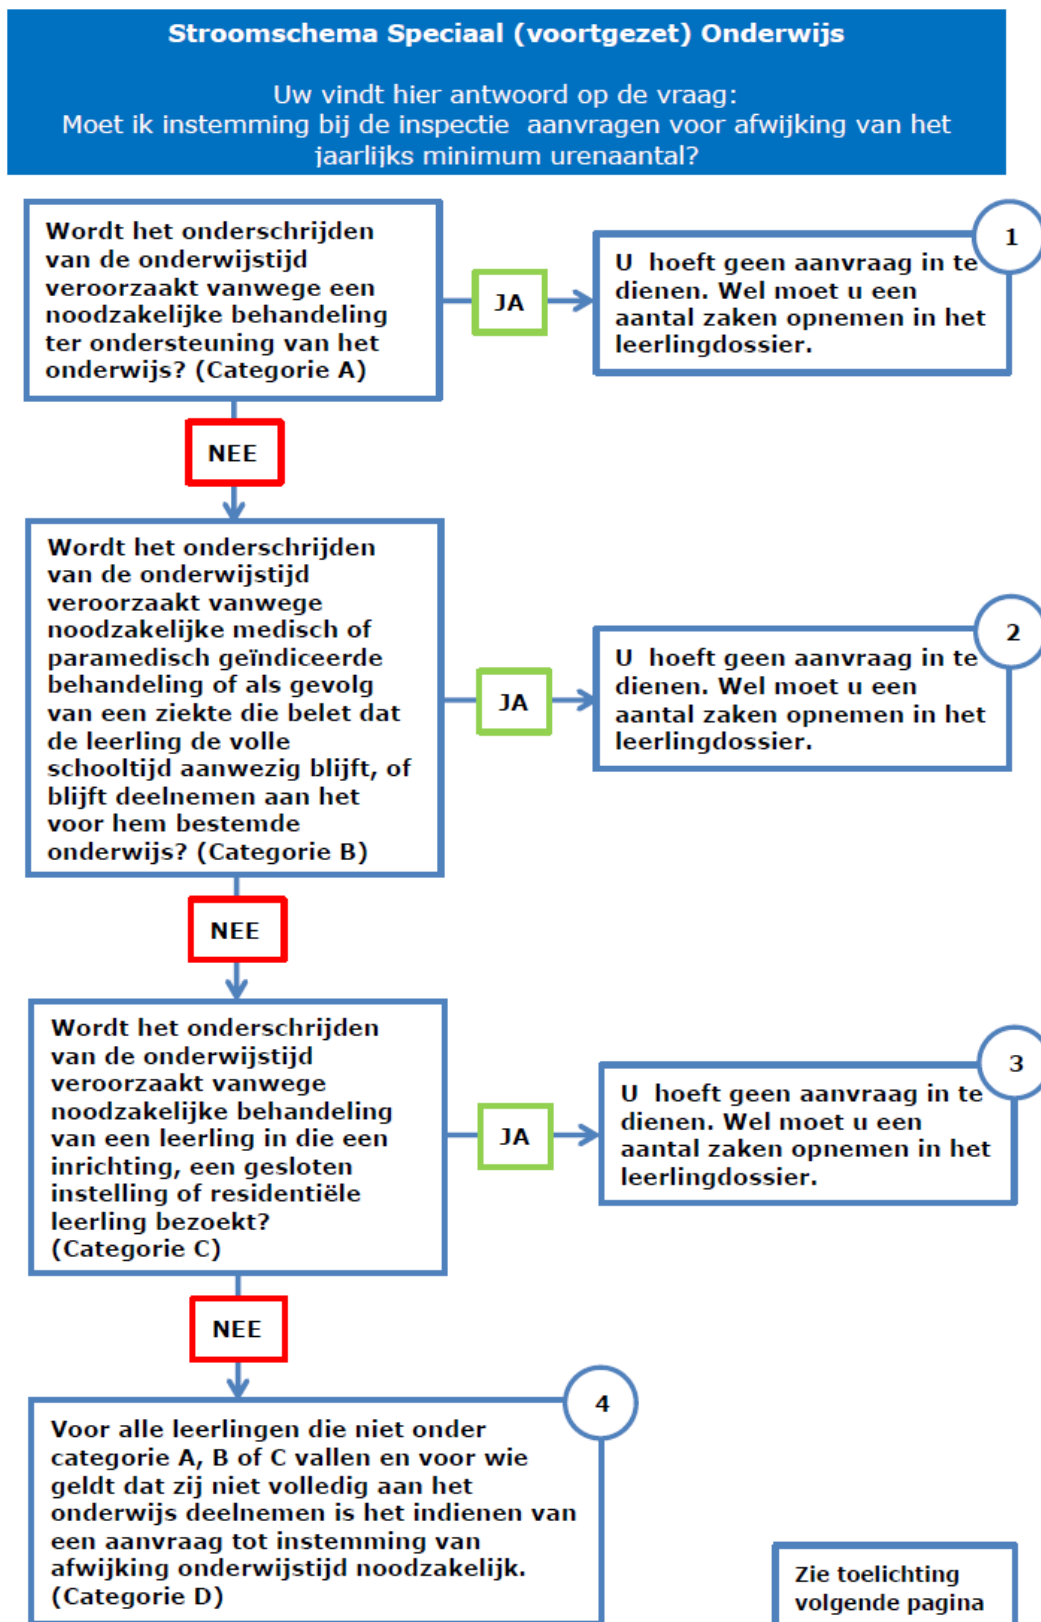 Stroomschema Speciaal (voortgezet) Onderwijs
Uw vindt hier antwoord op de vraag:
Moet ik instemming bij de inspectie aanvragen voor afwijking van het
jaarlijks minimum urenaantal?
Wordt het onderschrijden
van de onderwijstijd
veroorzaakt vanwege een
noodzakelijke behandeling
ter ondersteuning van het
onderwijs? (Categorie A)
JA
1
U hoeft geen aanvraag in te
dienen. Wel moet u een
aantal zaken opnemen in het
leerlingdossier.
NEE
Wordt het onderschrijden
van de onderwijstijd
veroorzaakt vanwege
noodzakelijke medisch of
paramedisch geïndiceerde
behandeling of als gevolg
van een ziekte die belet dat
de leerling de volle
schooltijd aanwezig blijft, of
blijft deelnemen aan het
voor hem bestemde
onderwijs? (Categorie B)
JA
2
U hoeft geen aanvraag in te
dienen. Wel moet u een
aantal zaken opnemen in het
leerlingdossier.
NEE
Wordt het onderschrijden
van de onderwijstijd
veroorzaakt vanwege
noodzakelijke behandeling
van een leerling in die een
inrichting, een gesloten
instelling of residentiële
leerling bezoekt?
(Categorie C)
JA
3
U hoeft geen aanvraag in te
dienen. Wel moet u een
aantal zaken opnemen in het
leerlingdossier.
NEE
4
Voor alle leerlingen die niet onder
categorie A, B of C vallen en voor wie
geldt dat zij niet volledig aan het
onderwijs deelnemen is het indienen van
een aanvraag tot instemming van
afwijking onderwijstijd noodzakelijk.
(Categorie D)
Zie toelichting
volgende pagina